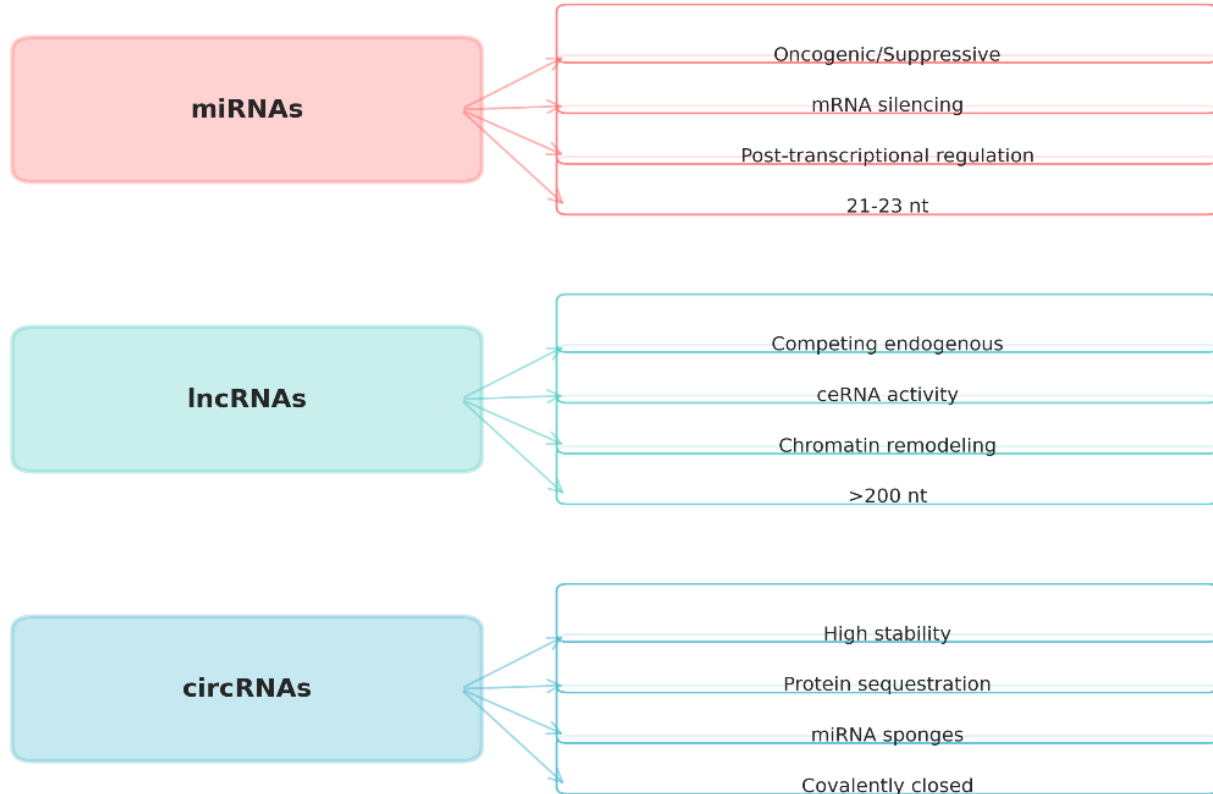 miRNAs
Oncogenic/Suppressive
mRNA silencing
Post-transcriptional regulation
21-23 nt
lncRNAs
Competing endogenous
ceRNA activity
Chromatin remodeling
>200 nt
circRNAs
High stability
Protein sequestration
miRNA sponges
Covalently closed